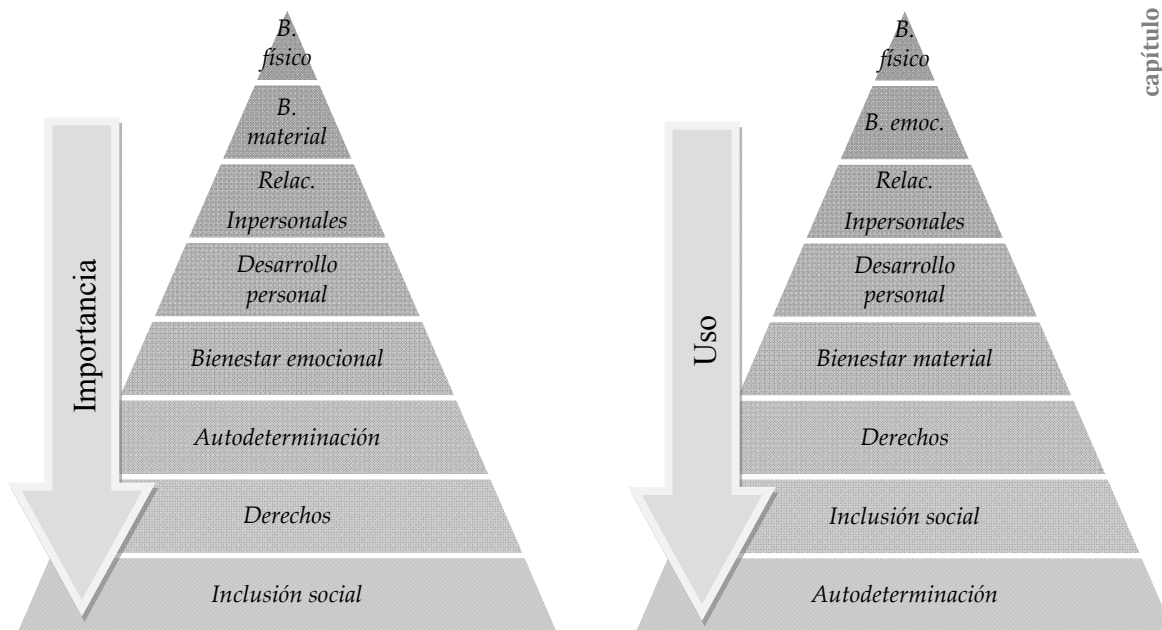 capítulo
Importancia
B.
físico
B.
material
Relac.
Inpersonales
Desarrollo
personal
Bienestar emocional
Autodeterminación
Derechos
Inclusión social
Uso
B.
físico
B. emoc.
Relac.
Inpersonales
Desarrollo
personal
Bienestar material
Derechos
Inclusión social
Autodeterminación